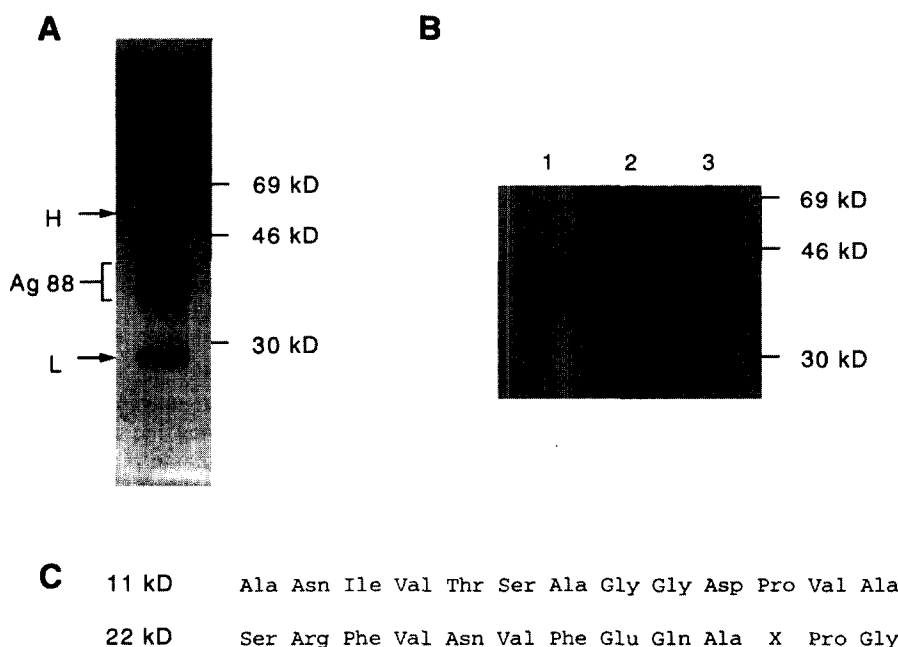 A
B
69 kD
H
46 kD
Ag 88
30 kD
L
1 2 3
69 kD
46 kD
30 kD
C
11 kD Ala Asn Ile Val Thr Ser Ala Gly Gly Asp Pro Val Ala
22 kD Ser Arg Phe Val Asn Val Phe Glu Gln Ala X Pro Gly